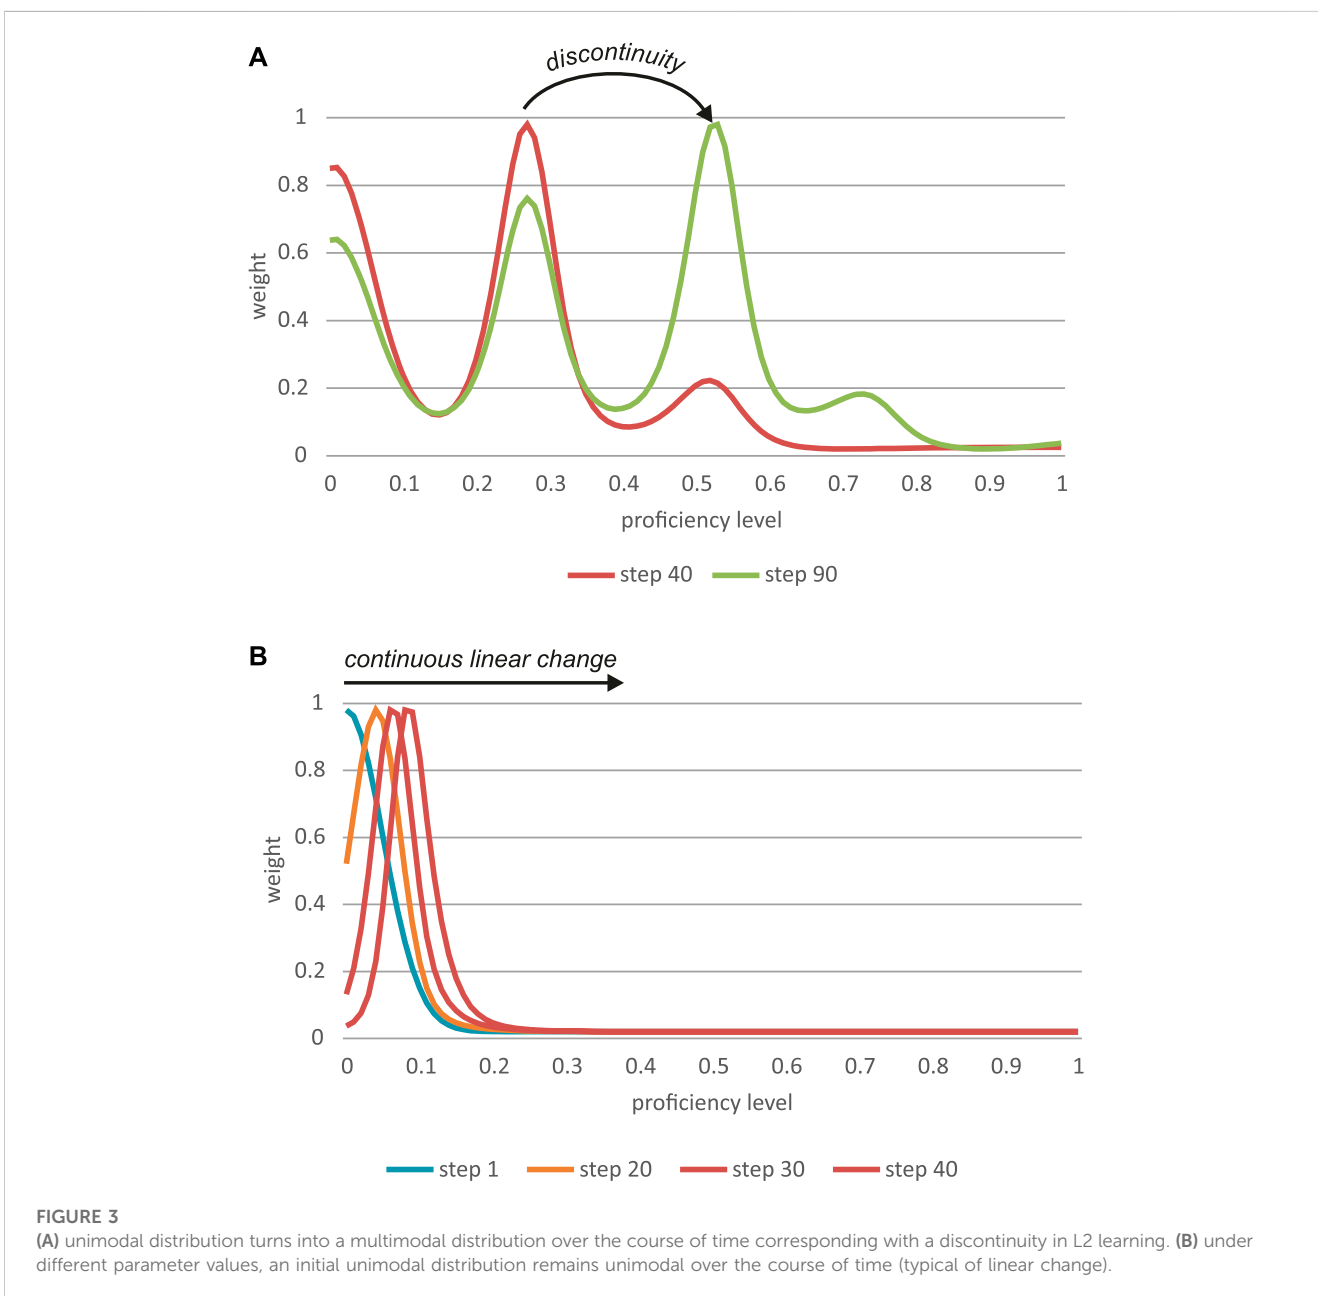 A
discontinuity
1
0.8
0.6
0.4
0.2
0
weight
0 0.1 0.2 0.3 0.4 0.5 0.6 0.7 0.8 0.9 1
proficiency level
step 40 step 90
B
continuous linear change
1
0.8
0.6
0.4
0.2
0
weight
0 0.1 0.2 0.3 0.4 0.5 0.6 0.7 0.8 0.9 1
proficiency level
step 1 step 20 step 30 step 40
FIGURE 3
(A) unimodal distribution turns into a multimodal distribution over the course of time corresponding with a discontinuity in L2 learning. (B) under
different parameter values, an initial unimodal distribution remains unimodal over the course of time (typical of linear change).